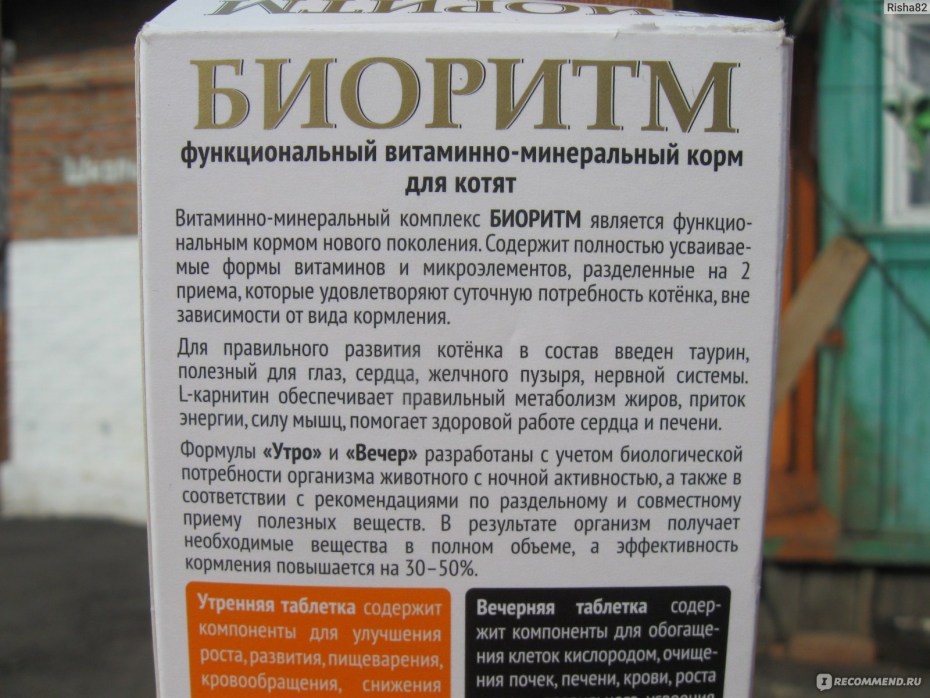 Risha82
БИОРИТМ
БИОРИТМ
функциональный витаминно-минеральный корм
для котят
Витаминно-минеральный комплекс БИОРИТМ является функцио-
нальным кормом нового поколения. Содержит полностью усваивае-
мые формы витаминов и микроэлементов, разделенные на 2
приема, которые удовлетворяют суточную потребность котёнка, вне
зависимости от вида кормления.
Для правильного развития котёнка в состав введен таурин,
полезный для глаз, сердца, желчного пузыря, нервной системы.
L-карнитин обеспечивает правильный метаболизм жиров, приток
энергии, силу мышц, помогает здоровой работе сердца и печени.
Формулы «Утро» и «Вечер» разработаны с учетом биологической
потребности организма животного с ночной активностью, а также в
соответствии с рекомендациями по раздельному и совместному
приему полезных веществ. В результате организм получает
необходимые вещества в полном объеме, а эффективность
кормления повышается на 30–50%.
Утренняя таблетка содержит
компоненты для улучшения
роста, развития, пищеварения,
кровообращения, снижения
Вечерняя таблетка содер-
жит компоненты для обогаще-
ния клеток кислородом, очище-
ния почек, печени, крови, роста
RECOMMEND.RU